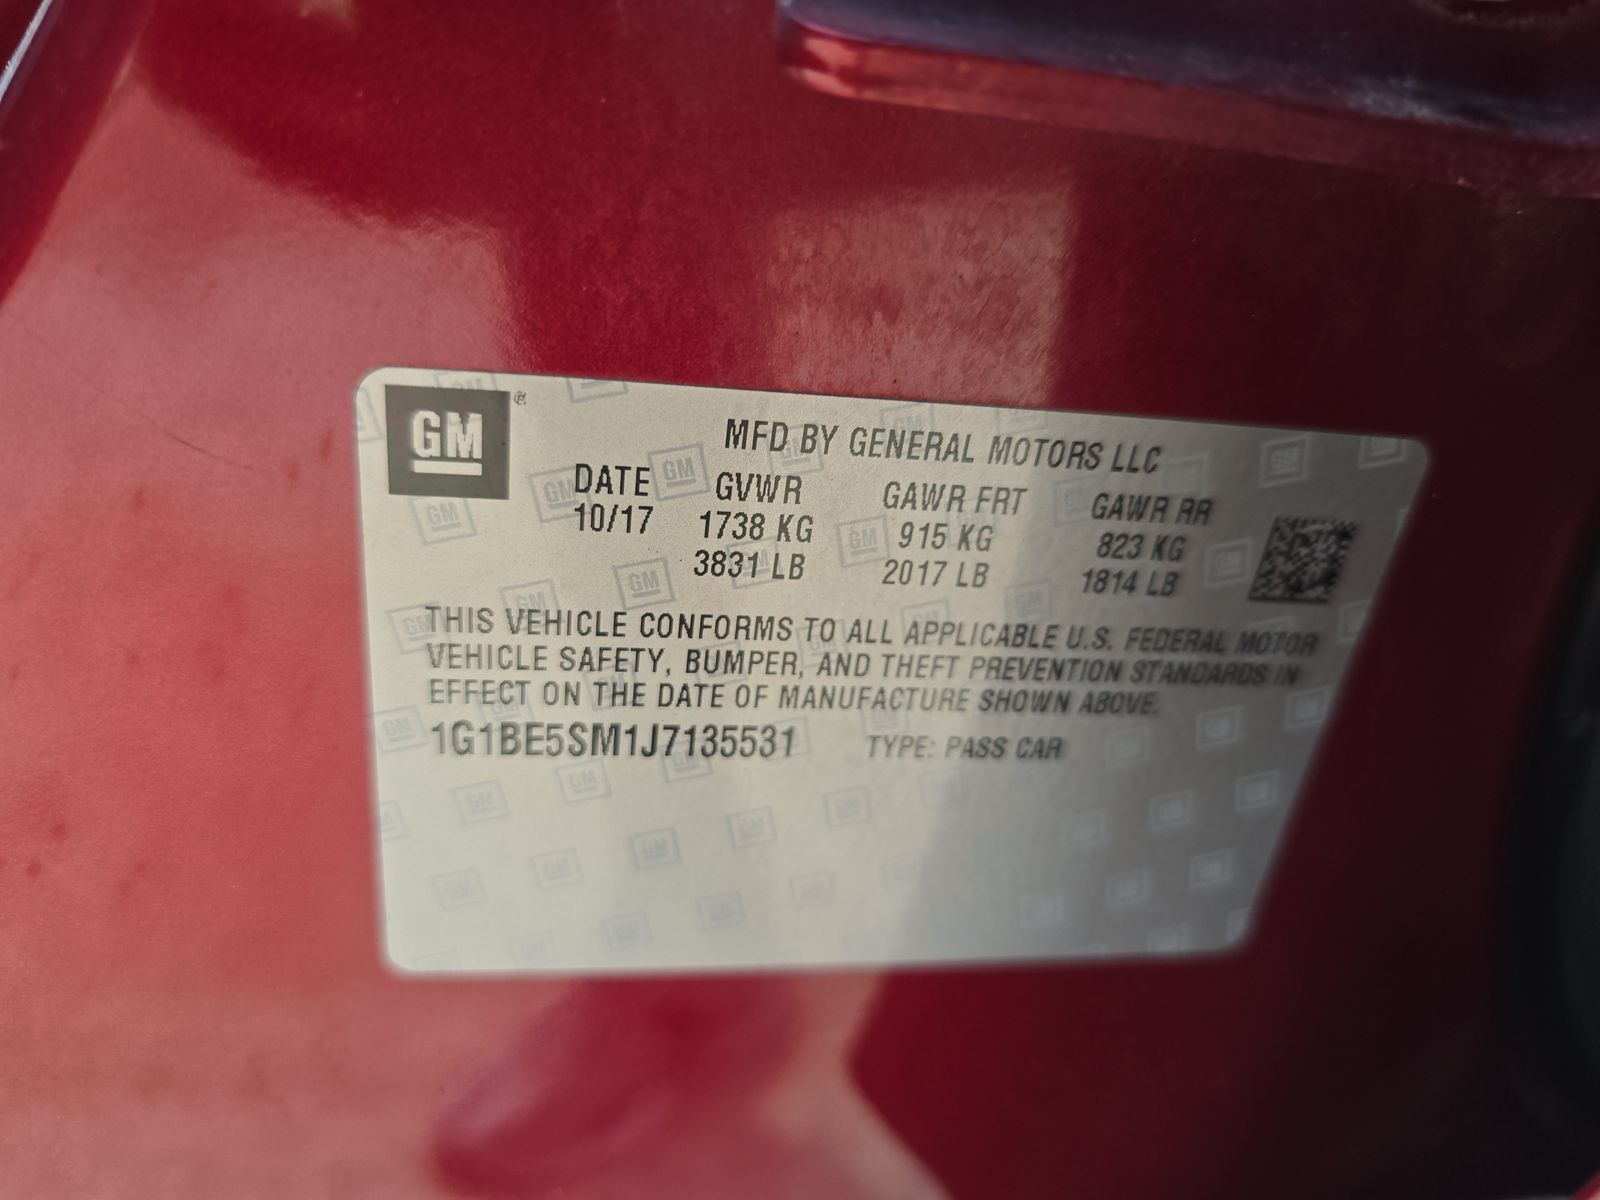 GM
MFD BY GENERAL MOTORS LLC
DATE GVWR GAWR FRT GAWR RR
10/17 1738 KG 915 KG 823 KG
3831 LB 2017 LB 1814 LB
THIS VEHICLE CONFORMS TO ALL APPLICABLE U.S. FEDERAL MOTOR
VEHICLE SAFETY, BUMPER, AND THEFT PREVENTION STANDARDS IN
EFFECT ON THE DATE OF MANUFACTURE SHOWN ABOVE.
1G1BE5SM1J7135531 TYPE: PASS CAR